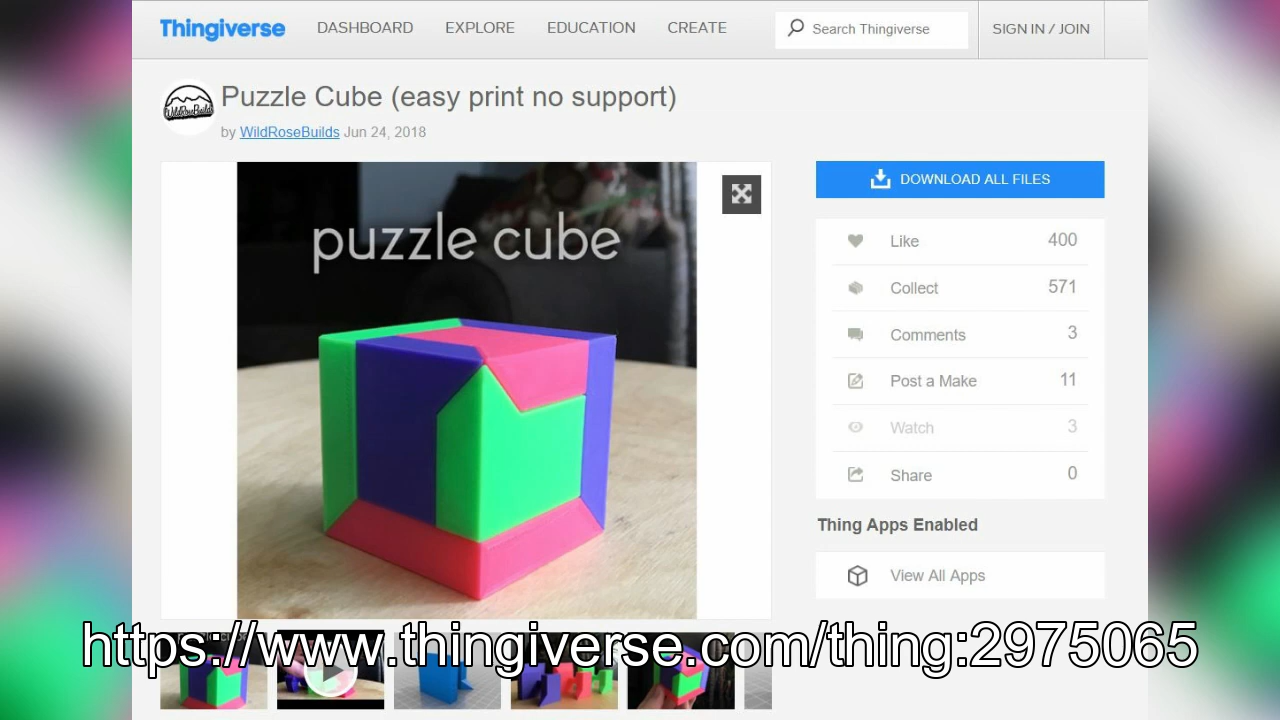 Thingiverse DASHBOARD EXPLORE EDUCATION CREATE Search Thingiverse SIGN IN / JOIN
WildRoseBuilds
Puzzle Cube (easy print no support)
by WildRoseBuilds Jun 24, 2018
puzzle cube
DOWNLOAD ALL FILES
Like 400
Collect 571
Comments 3
Post a Make 11
Watch 3
Share 0
Thing Apps Enabled
View All Apps
https://www.thingiverse.com/thing:2975065